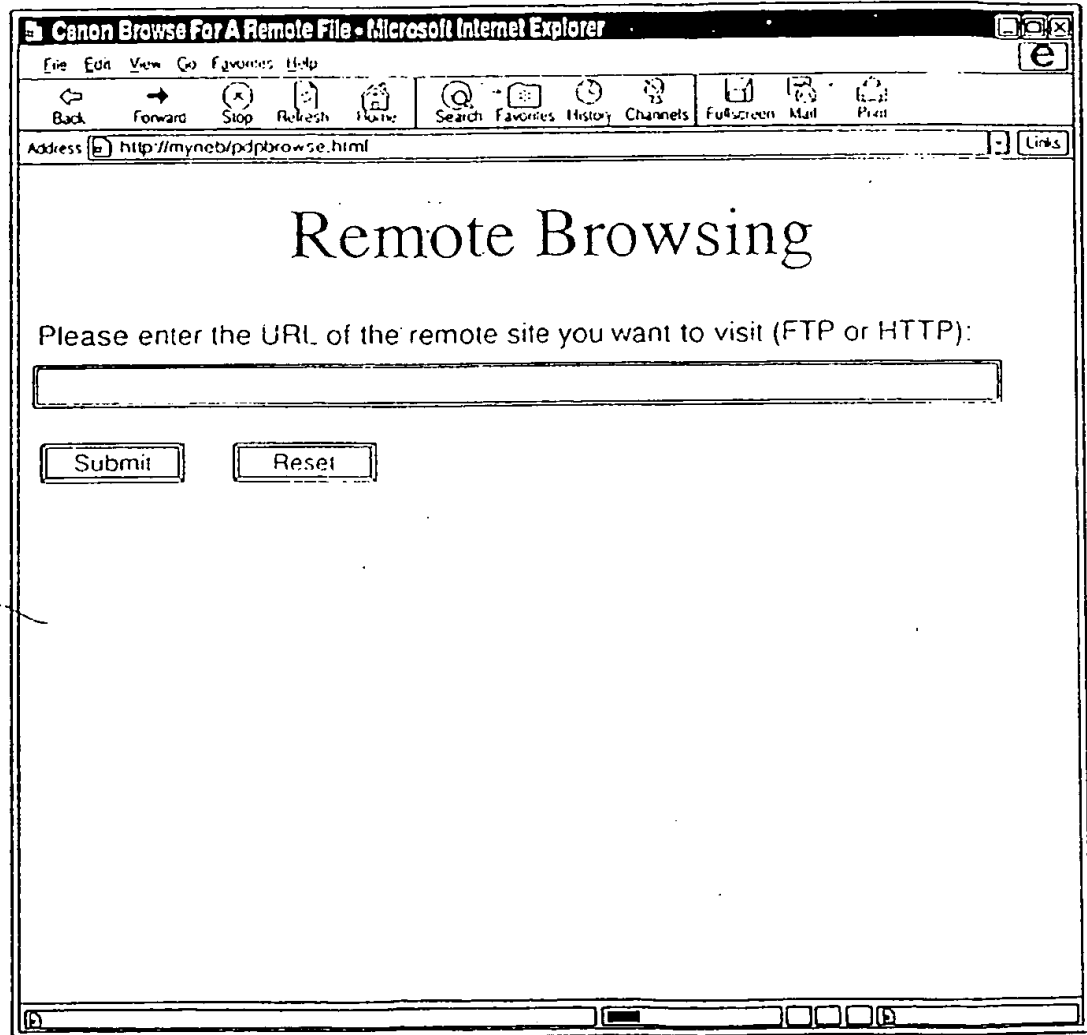 Canon Browse For A Remote File • Microsoft Internet Explorer
File Edit View Go Favorites Help
Back Forward Stop Refresh Home Search Favorites History Channels Fullscreen Mail Print
Address http://myneb/pdpbrowse.html Links
Remote Browsing
Please enter the URL of the remote site you want to visit (FTP or HTTP):
Submit Reset